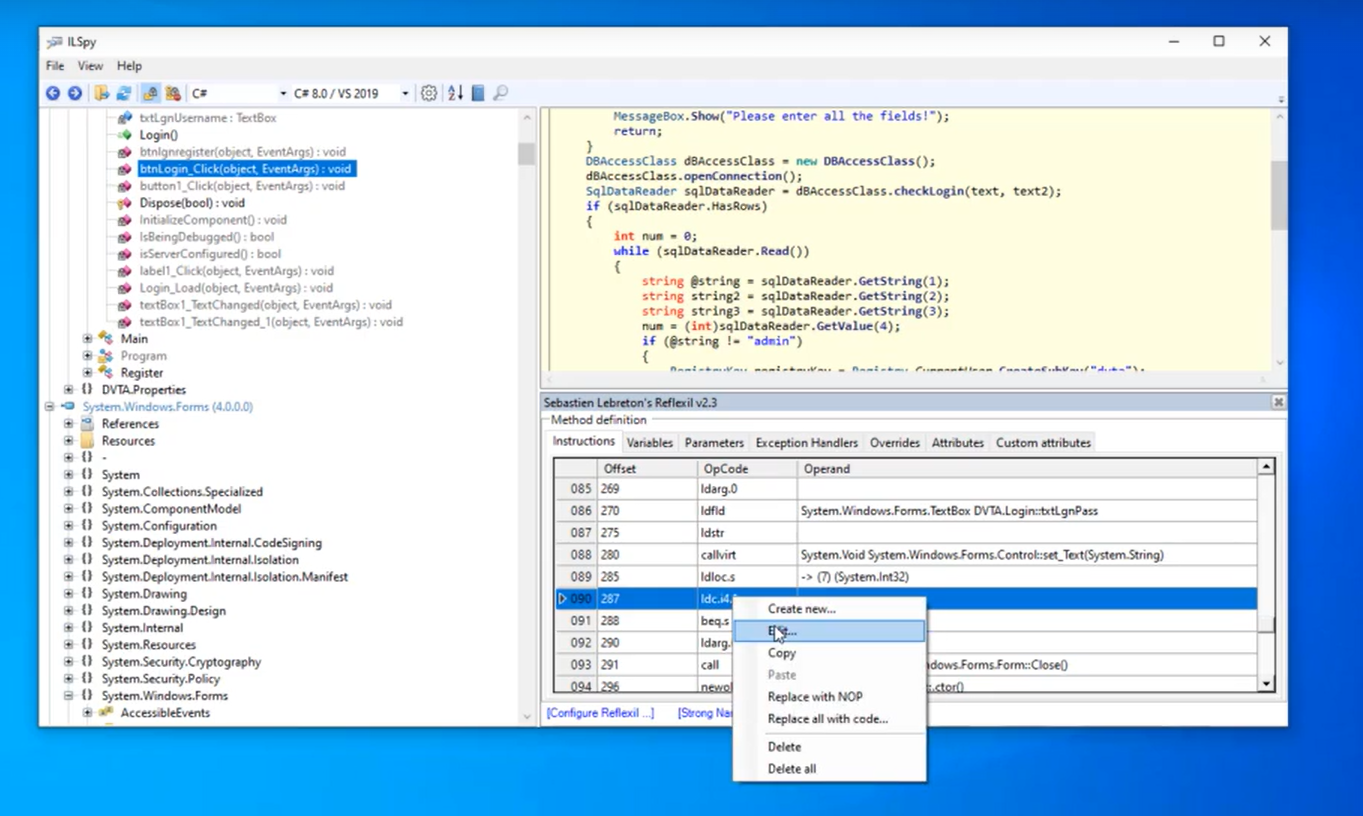 ILSpy
File View Help
C# C# 8.0 / VS 2019
txtLgnUsername : TextBox
Login()
btnlgnregister(object, EventArgs) : void
btnLogin_Click(object, EventArgs) : void
button1_Click(object, EventArgs) : void
Dispose(bool) : void
InitializeComponent() : void
IsBeingDebugged() : bool
isServerConfigured() : bool
label1_Click(object, EventArgs) : void
Login_Load(object, EventArgs) : void
textBox1_TextChanged(object, EventArgs) : void
textBox1_TextChanged_1(object, EventArgs) : void
Main
Program
Register
{} DVTA.Properties
System.Windows.Forms (4.0.0.0)
References
Resources
{} -
{} System
{} System.Collections.Specialized
{} System.ComponentModel
{} System.Configuration
{} System.Deployment.Internal.CodeSigning
{} System.Deployment.Internal.Isolation
{} System.Deployment.Internal.Isolation.Manifest
{} System.Drawing
{} System.Drawing.Design
{} System.Internal
{} System.Resources
{} System.Security.Cryptography
{} System.Security.Policy
{} System.Windows.Forms
AccessibleEvents
MessageBox.Show("Please enter all the fields!");
return;
}
DBAccessClass dBAccessClass = new DBAccessClass();
dBAccessClass.openConnection();
SqlDataReader sqlDataReader = dBAccessClass.checkLogin(text, text2);
if (sqlDataReader.HasRows)
{
int num = 0;
while (sqlDataReader.Read())
{
string @string = sqlDataReader.GetString(1);
string string2 = sqlDataReader.GetString(2);
string string3 = sqlDataReader.GetString(3);
num = (int)sqlDataReader.GetValue(4);
if (@string != "admin")
{
RegistryKey registryKey = Registry.CurrentUser.CreateSubKey("dvta");
Sebastien Lebreton's Reflexil v2.3
Method definition
Instructions Variables Parameters Exception Handlers Overrides Attributes Custom attributes
Offset OpCode Operand
085 269 ldarg.0
086 270 ldfld System.Windows.Forms.TextBox DVTA.Login::txtLgnPass
087 275 ldstr
088 280 callvirt System.Void System.Windows.Forms.Control::set_Text(System.String)
089 285 ldloc.s -> (7) (System.Int32)
090 287 ldc.i4.
091 288 beq.s
092 290 ldarg.
093 291 call dows.Forms.Form::Close()
094 296 newo .ctor()
[Configure Reflexil ...] [Strong Na
Create new...
Copy
Paste
Replace with NOP
Replace all with code...
Delete
Delete all